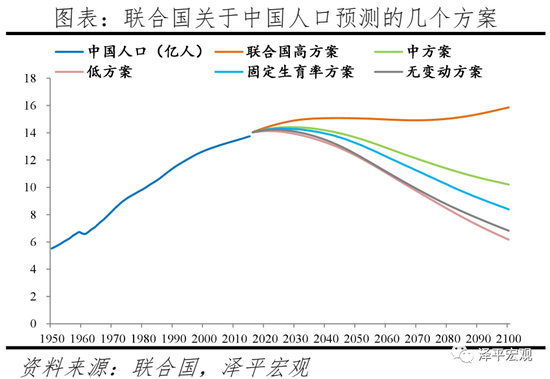 图表：联合国关于中国人口预测的几个方案
中国人口（亿人） 联合国高方案 中方案
低方案 固定生育率方案 无变动方案
18
16
14
12
10
8
6
4
2
0
1950 1960 1970 1980 1990 2000 2010 2020 2030 2040 2050 2060 2070 2080 2090 2100
泽平宏观
资料来源：联合国，泽平宏观